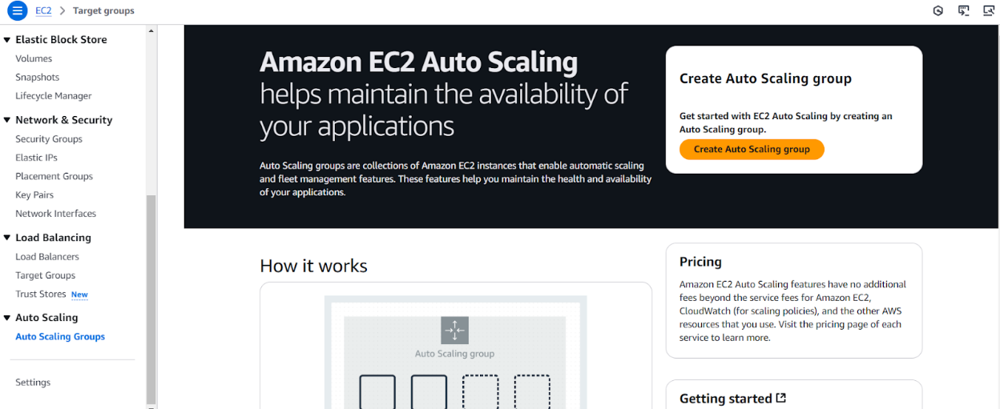 EC2 > Target groups
Elastic Block Store
Volumes
Snapshots
Lifecycle Manager
Network & Security
Security Groups
Elastic IPs
Placement Groups
Key Pairs
Network Interfaces
Load Balancing
Load Balancers
Target Groups
Trust Stores New
Auto Scaling
Auto Scaling Groups
Settings
Amazon EC2 Auto Scaling
helps maintain the availability of
your applications
Auto Scaling groups are collections of Amazon EC2 instances that enable automatic scaling
and fleet management features. These features help you maintain the health and availability
of your applications.
Create Auto Scaling group
Get started with EC2 Auto Scaling by creating an
Auto Scaling group.
Create Auto Scaling group
How it works
Auto Scaling group
Pricing
Amazon EC2 Auto Scaling features have no additional
fees beyond the service fees for Amazon EC2,
CloudWatch (for scaling policies), and the other AWS
resources that you use. Visit the pricing page of each
service to learn more.
Getting started